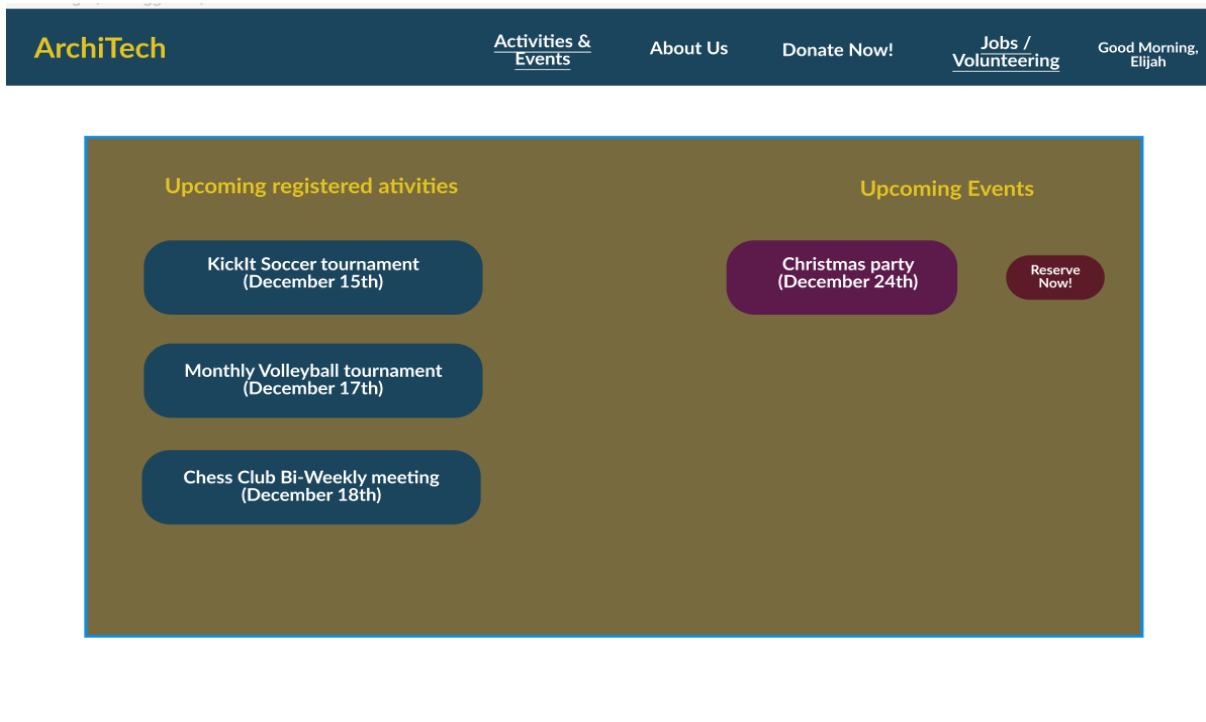 ArchiTech
Activities &
Events
About Us
Donate Now!
Jobs /
Volunteering
Good Morning,
Elijah
Upcoming registered ativities
KickIt Soccer tournament
(December 15th)
Monthly Volleyball tournament
(December 17th)
Chess Club Bi-Weekly meeting
(December 18th)
Upcoming Events
Christmas party
(December 24th)
Reserve
Now!